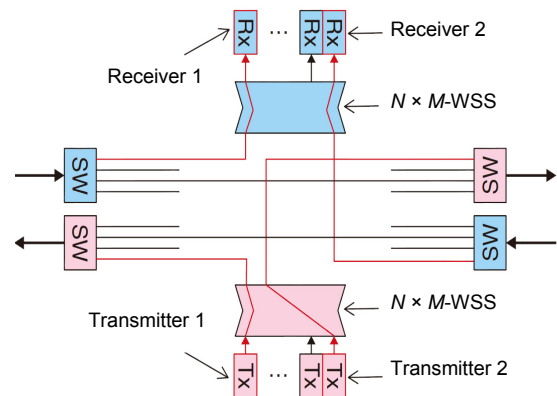 Rx ... Rx Rx
Receiver 1
Receiver 2
N × M-WSS
SW
SW
SW
SW
N × M-WSS
Transmitter 1
Transmitter 2
Tx ... Tx Tx